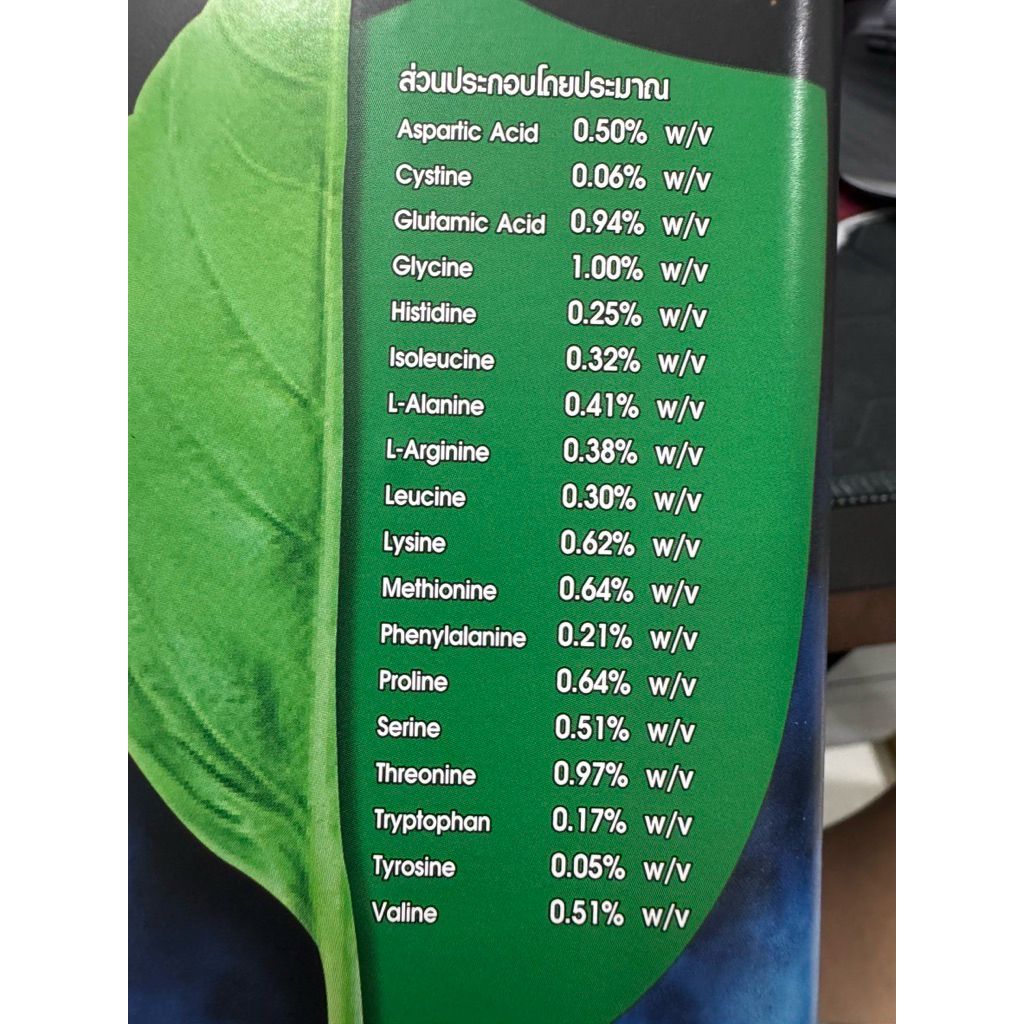 ส่วนประกอบโดยประมาณ
Aspartic Acid 0.50% w/v
Cystine 0.06% w/v
Glutamic Acid 0.94% w/v
Glycine 1.00% w/v
Histidine 0.25% w/v
Isoleucine 0.32% w/v
L-Alanine 0.41% w/v
L-Arginine 0.38% w/v
Leucine 0.30% w/v
Lysine 0.62% w/v
Methionine 0.64% w/v
Phenylalanine 0.21% w/v
Proline 0.64% w/v
Serine 0.51% w/v
Threonine 0.97% w/v
Tryptophan 0.17% w/v
Tyrosine 0.05% w/v
Valine 0.51% w/v